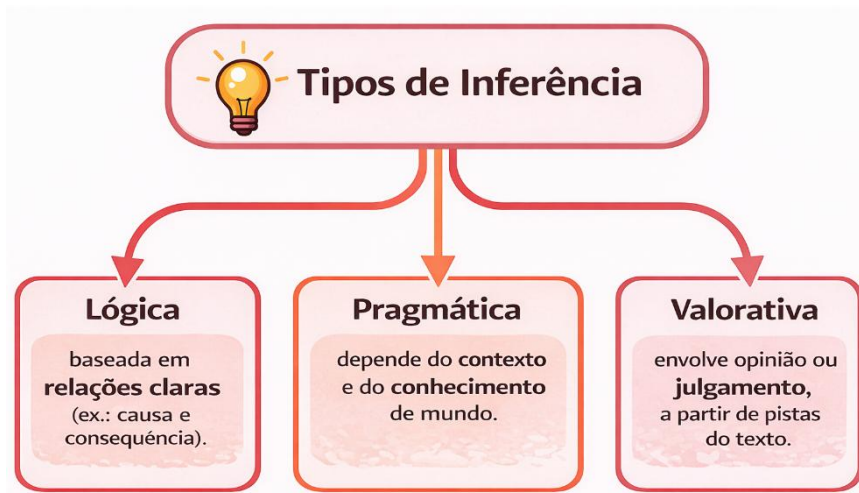 Tipos de Inferência
Lógica
baseada em
relações claras
(ex.: causa e
consequéncia).
Pragmática
depende do contexto
e do conhecimento
de mundo.
Valorativa
envolve opinião ou
julgamento,
a partir de pistas
do texto.